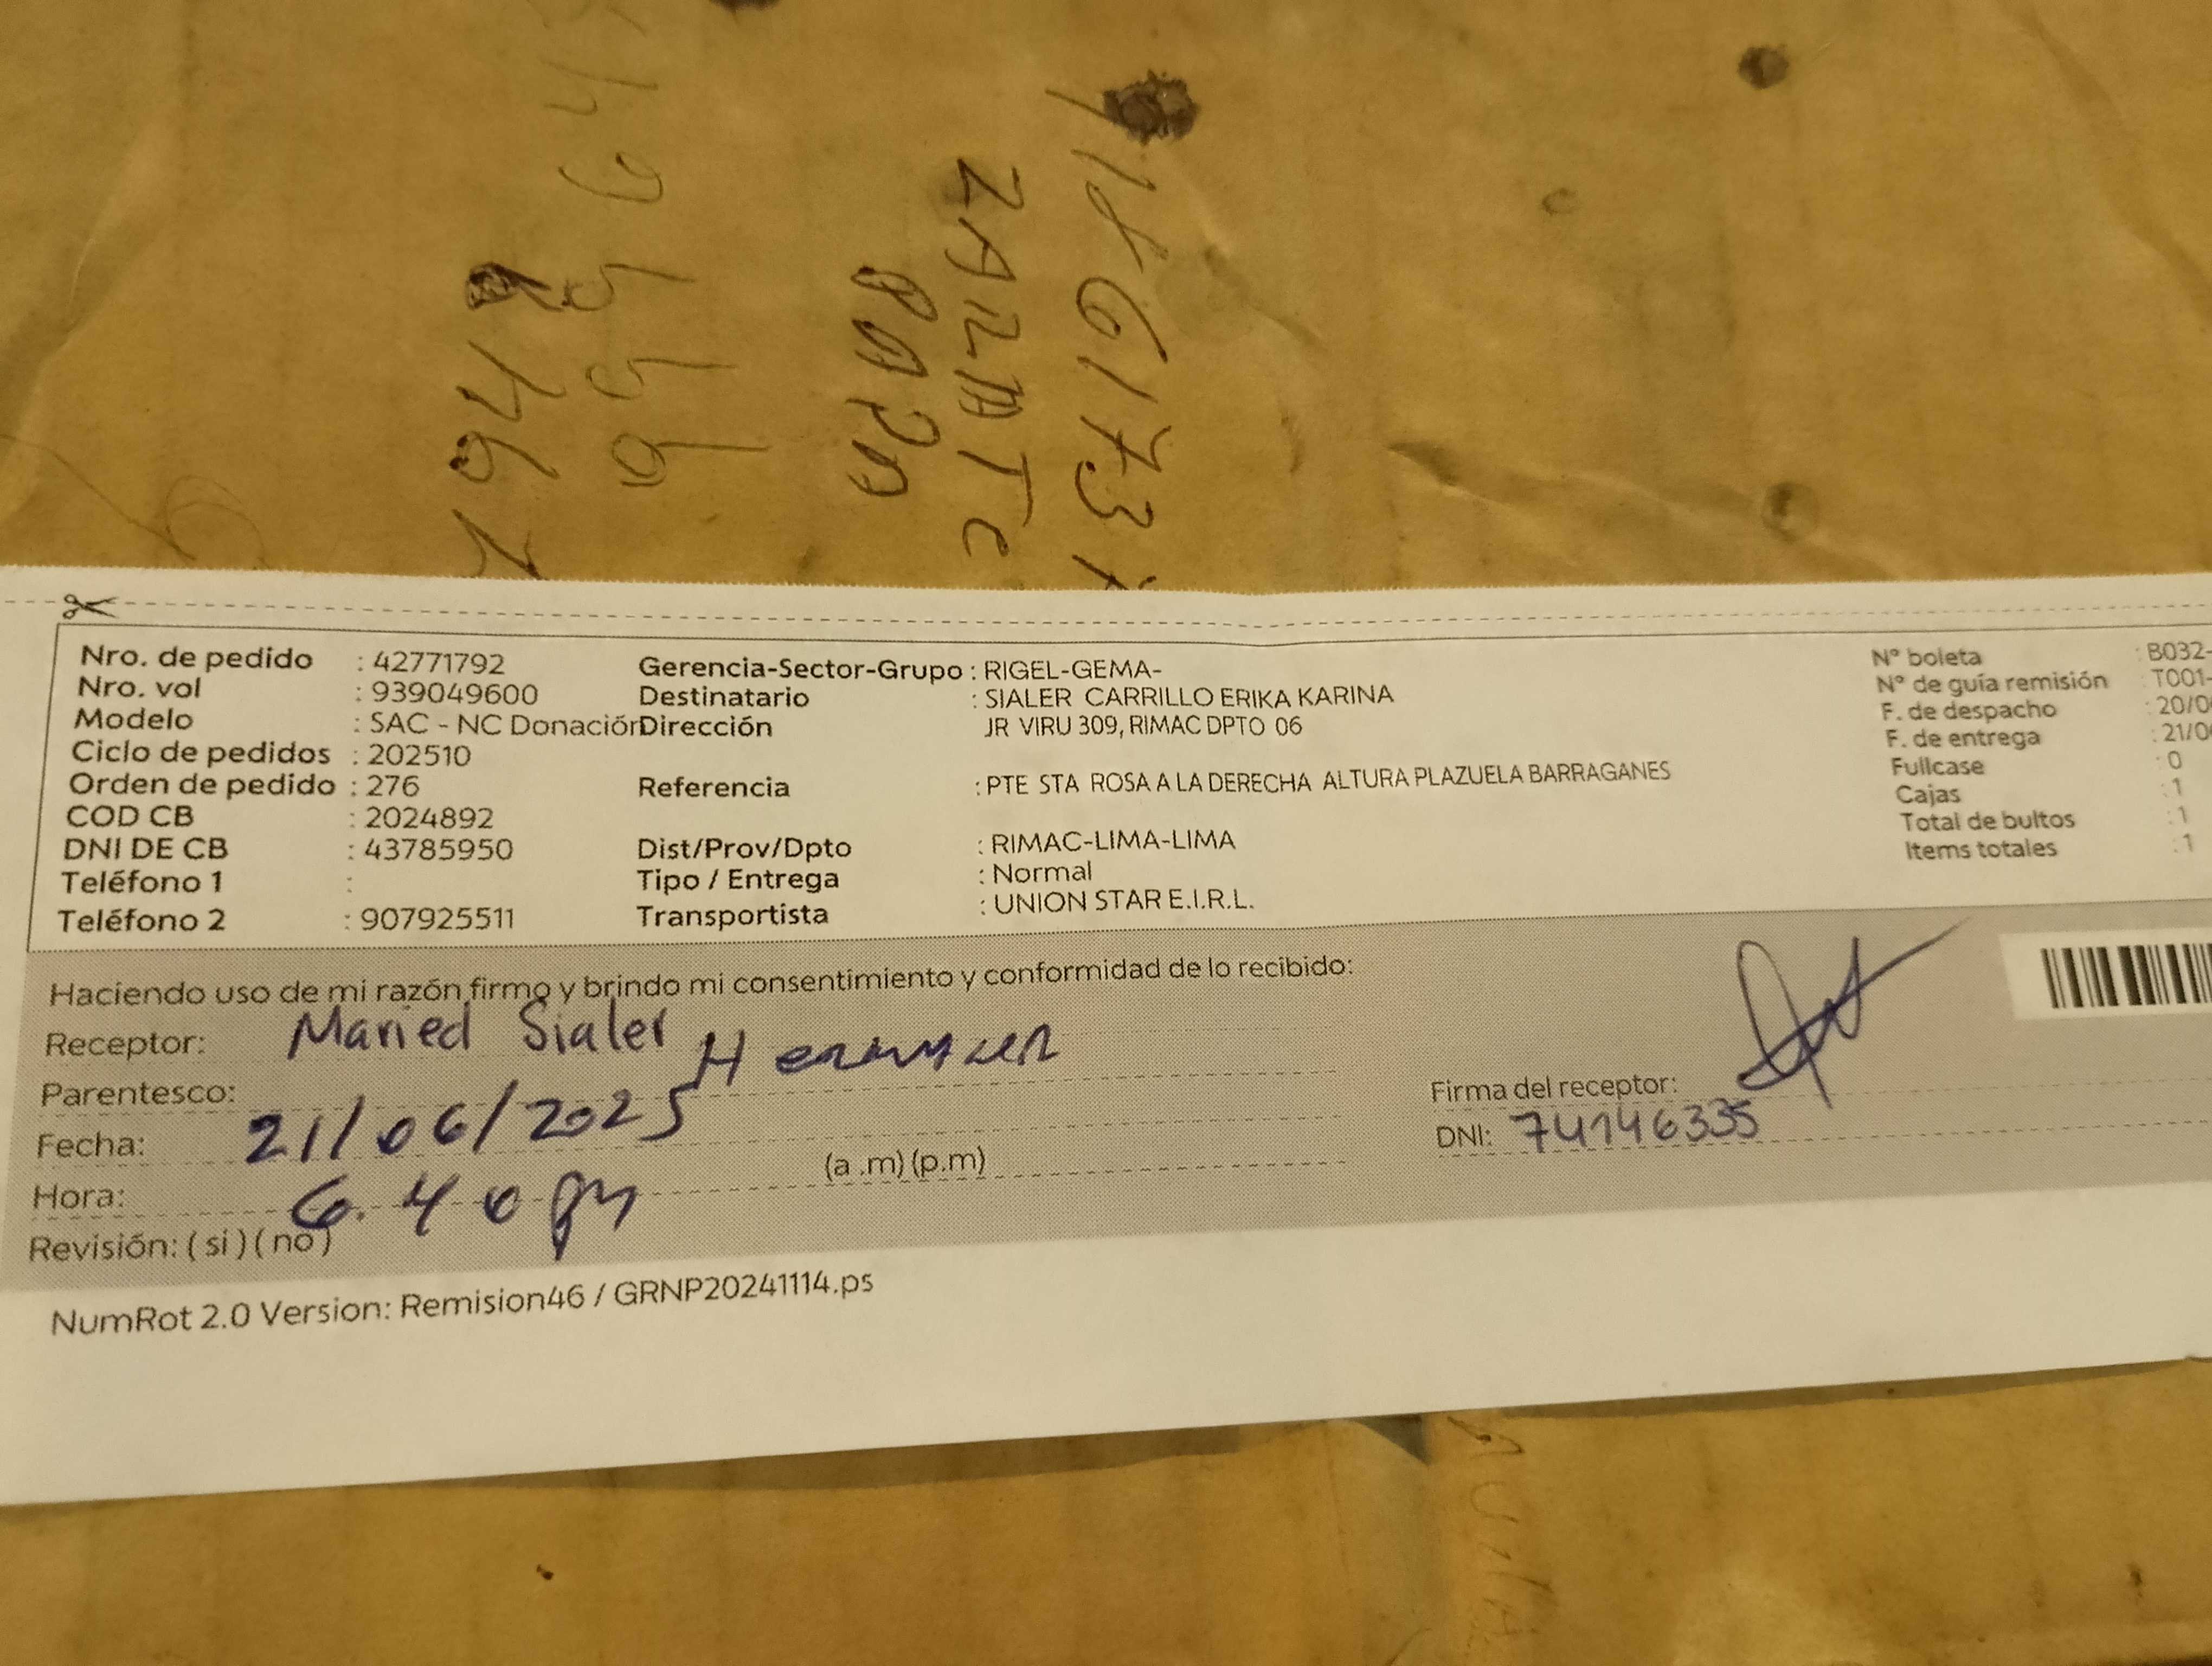 Nro. de pedido : 42771792
Nro. vol : 939049600
Modelo : SAC - NC Donación
Ciclo de pedidos : 202510
Orden de pedido : 276
COD CB : 2024892
DNI DE CB : 43785950
Teléfono 1 :
Teléfono 2 : 907925511
Gerencia-Sector-Grupo : RIGEL-GEMA-
Destinatario : SIALER CARRILLO ERIKA KARINA
Dirección JR VIRU 309, RIMAC DPTO 06
Referencia : PTE STA ROSA A LA DERECHA ALTURA PLAZUELA BARRAGANES
Dist/Prov/Dpto : RIMAC-LIMA-LIMA
Tipo / Entrega : Normal
Transportista : UNION STAR E.I.R.L.
N° boleta : B032-
N° de guía remisión : T001-
F. de despacho : 20/0
F. de entrega : 21/0
Fullcase : 0
Cajas : 1
Total de bultos : 1
Items totales : 1
Haciendo uso de mi razón firmo y brindo mi consentimiento y conformidad de lo recibido:
Receptor: Maried Sialer
Parentesco:
Fecha: 21/06/2025
Hora: 6.40 pm (a .m) (p.m)
Revisión: ( si ) ( no )
Firma del receptor:
DNI: 74146335
NumRot 2.0 Version: Remision46 / GRNP20241114.ps